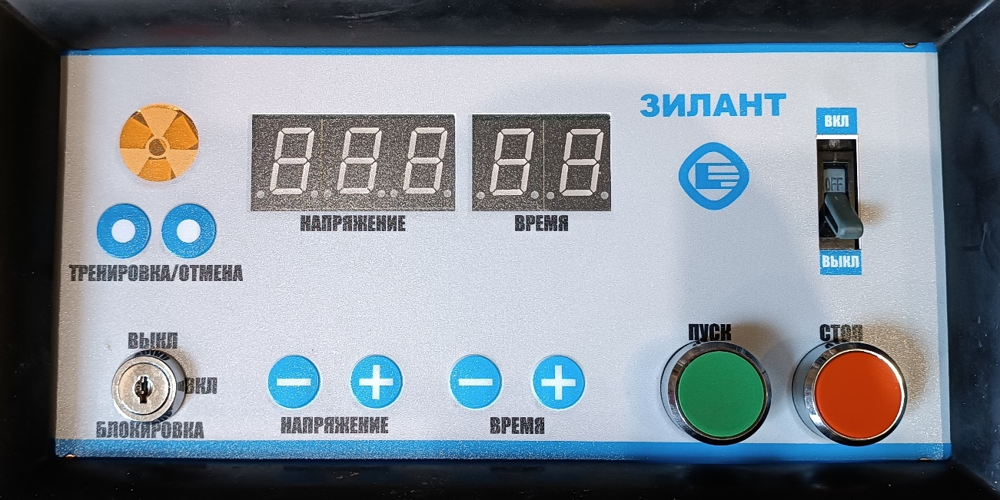 ЗИЛАНТ
ВКЛ
OFF
ВЫКЛ
НАПРЯЖЕНИЕ
ВРЕМЯ
ТРЕНИРОВКА/ОТМЕНА
ВЫКЛ
ВКЛ
БЛОКИРОВКА
НАПРЯЖЕНИЕ
ВРЕМЯ
ПУСК
СТОП